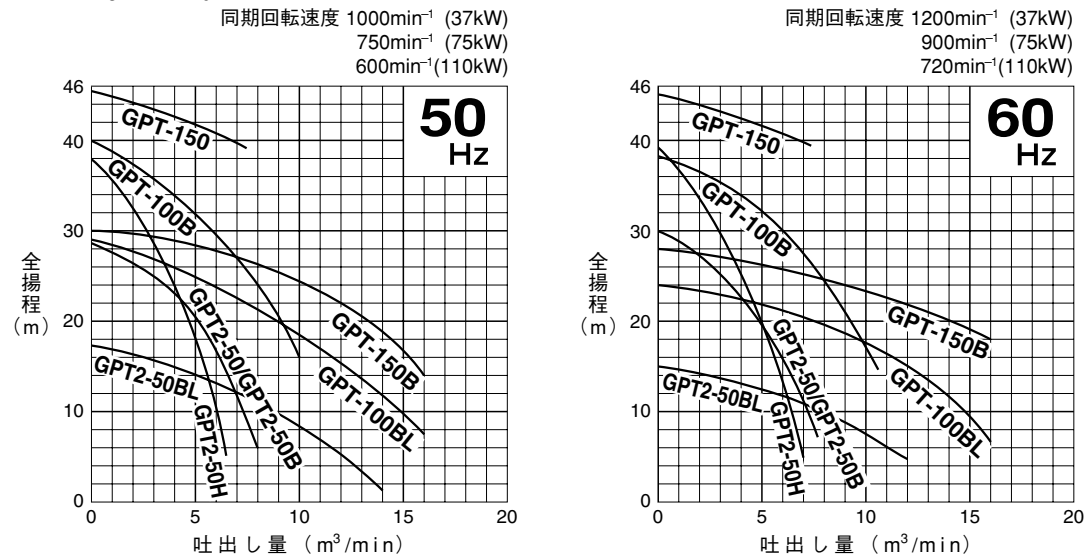 同期回転速度 1000min⁻¹ (37kW)
750min⁻¹ (75kW)
600min⁻¹(110kW)
50
Hz
46
40
30
20
10
0
全揚程
(m)
GPT-150
GPT-100B
GPT2-50/GPT2-50B
GPT-150B
GPT-100BL
GPT2-50BL
GPT2-50H
0
5
10
15
20
吐出し量 (m³/min)
同期回転速度 1200min⁻¹ (37kW)
900min⁻¹ (75kW)
720min⁻¹(110kW)
60
Hz
46
40
30
20
10
0
全揚程
(m)
GPT-150
GPT-100B
GPT-150B
GPT2-50/GPT2-50B
GPT-100BL
GPT2-50BL
GPT2-50H
0
5
10
15
20
吐出し量 (m³/min)